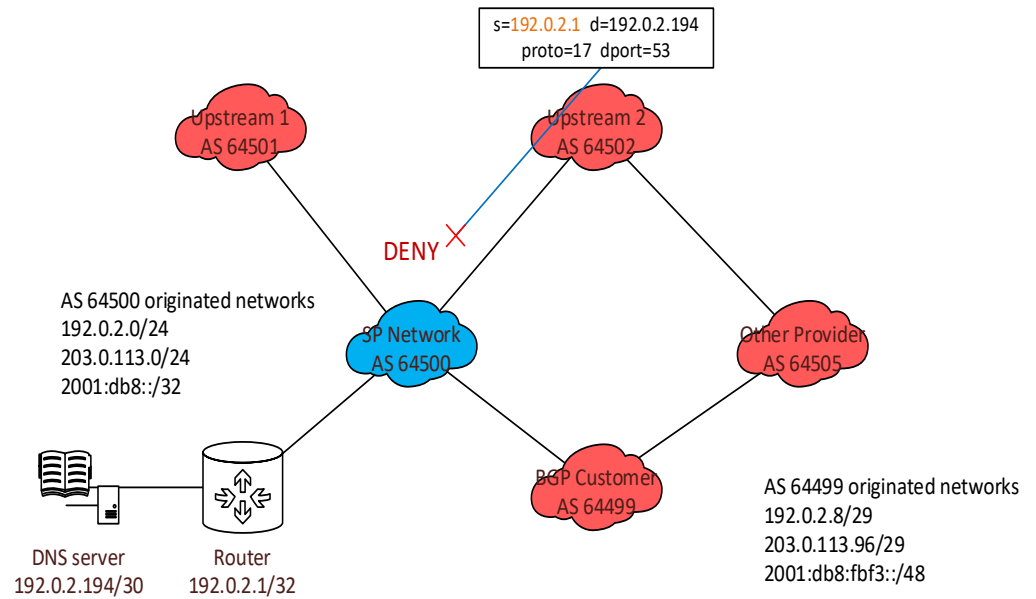 s=192.0.2.1 d=192.0.2.194
proto=17 dport=53
Upstream 1
AS 64501
Upstream 2
AS 64502
DENY
AS 64500 originated networks
192.0.2.0/24
203.0.113.0/24
2001:db8::/32
SP Network
AS 64500
Other Provider
AS 64505
BGP Customer
AS 64499
AS 64499 originated networks
192.0.2.8/29
203.0.113.96/29
2001:db8:fbf3::/48
DNS server
192.0.2.194/30
Router
192.0.2.1/32